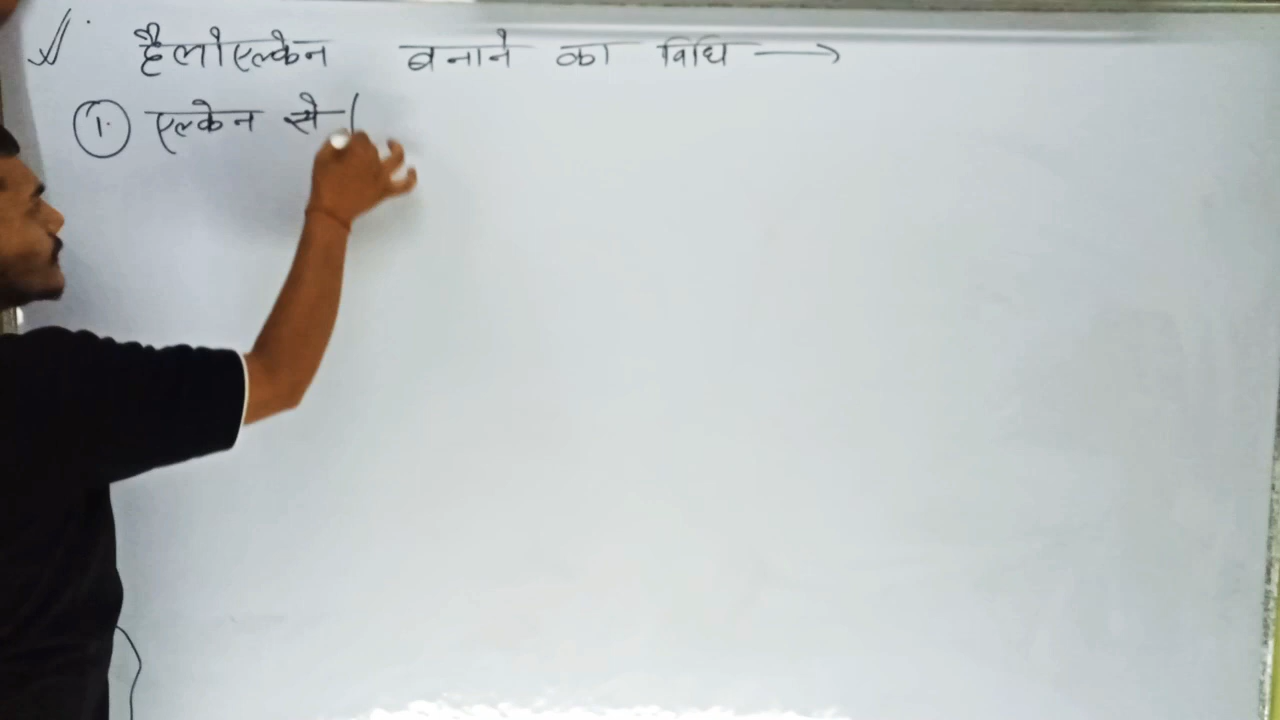 हैलोएल्केन बनाने का विधि ⟶
① एल्केन से (